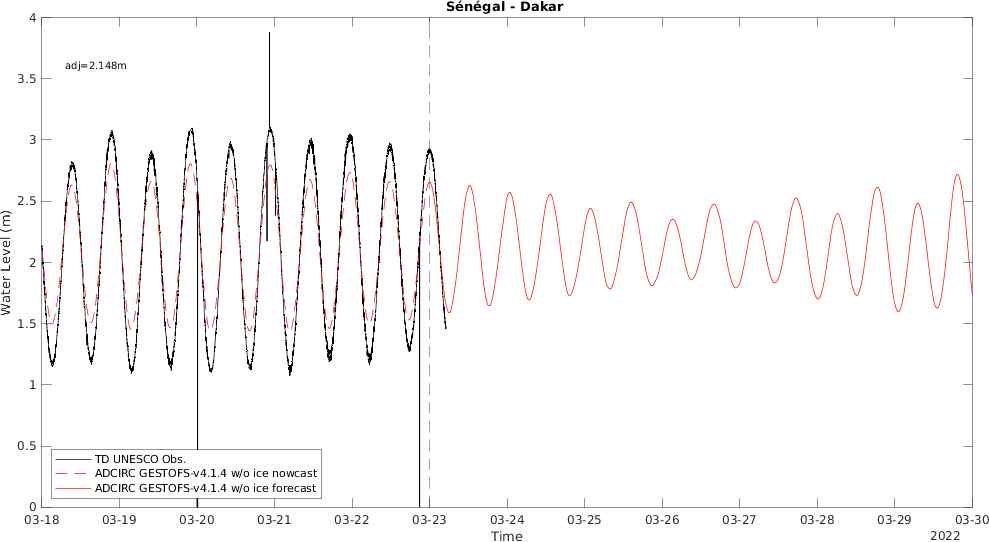 Sénégal - Dakar
adj=2.148m
Water Level (m)
4
3.5
3
2.5
2
1.5
1
0.5
0
TD UNESCO Obs.
ADCIRC GESTOFS-v4.1.4 w/o ice nowcast
ADCIRC GESTOFS-v4.1.4 w/o ice forecast
03-18 03-19 03-20 03-21 03-22 03-23 03-24 03-25 03-26 03-27 03-28 03-29 03-30
Time
2022